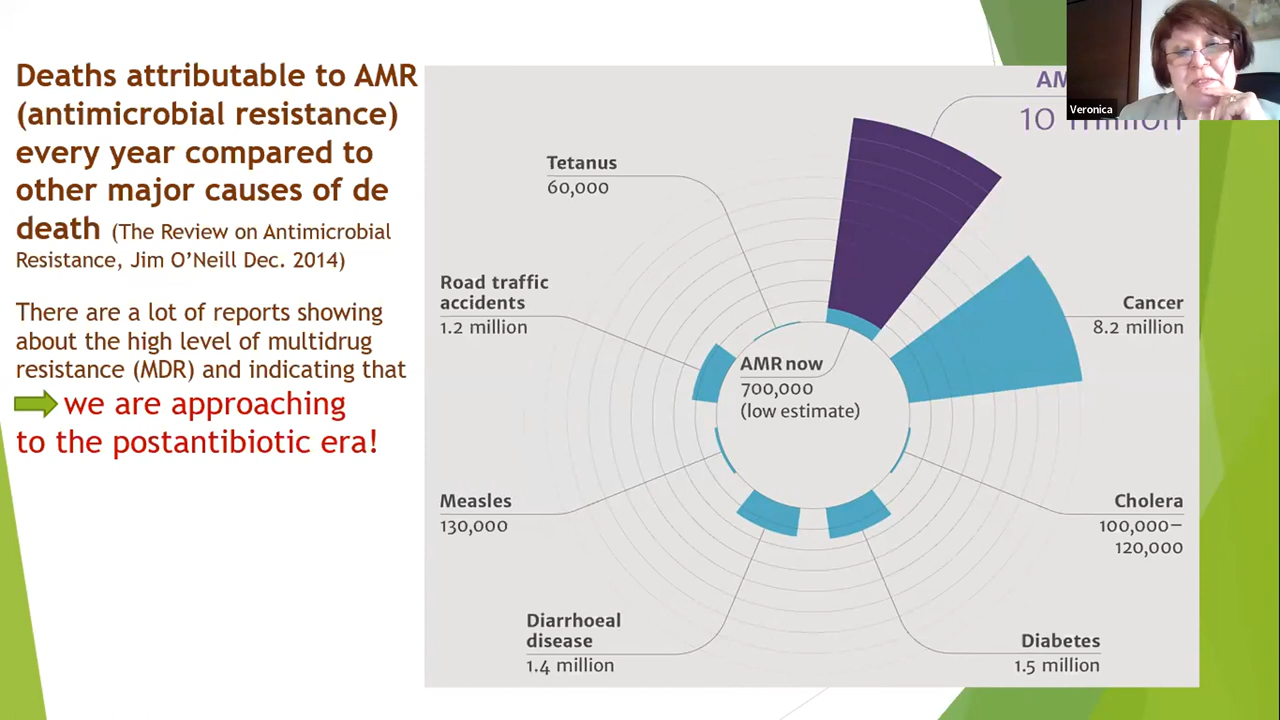 Deaths attributable to AMR
(antimicrobial resistance)
every year compared to
other major causes of de
death (The Review on Antimicrobial
Resistance, Jim O’Neill Dec. 2014)
There are a lot of reports showing
about the high level of multidrug
resistance (MDR) and indicating that
we are approaching
to the postantibiotic era!
10 million
Veronica
Tetanus
60,000
Road traffic
accidents
1.2 million
Cancer
8.2 million
AMR now
700,000
(low estimate)
Measles
130,000
Cholera
100,000–
120,000
Diarrhoeal
disease
1.4 million
Diabetes
1.5 million